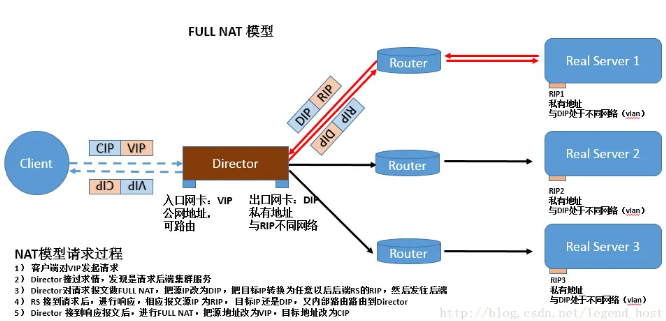 FULL NAT 模型
Router
Real Server 1
RIP1
私有地址
与DIP处于不同网络（vlan）
DIP RIP
RIP DIP
Client
CIP VIP
VIP CIP
Director
入口网卡：VIP
公网地址，
可路由
出口网卡：DIP
私有地址
与RIP不同网络
Router
Real Server 2
RIP2
私有地址
与DIP处于不同网络（vlan）
Router
Real Server 3
RIP3
私有地址
与DIP处于不同网络（vlan）
NAT模型请求过程
1） 客户端对VIP发起请求
2） Director接过求情，发现是请求后端集群服务
3） Director对请求报文做FULL NAT，把源IP改为DIP，把目标IP转换为任意以后后端RS的RIP，然后发往后端
4） RS 接到请求后，进行响应，相应报文源IP 为RIP， 目标IP还是DIP，又内部路由路由到Director
5） Director 接到响应报文后，进行FULL NAT，把源地址改为VIP，目标地址改为CIP
http://blog.csdn.net/legend_host